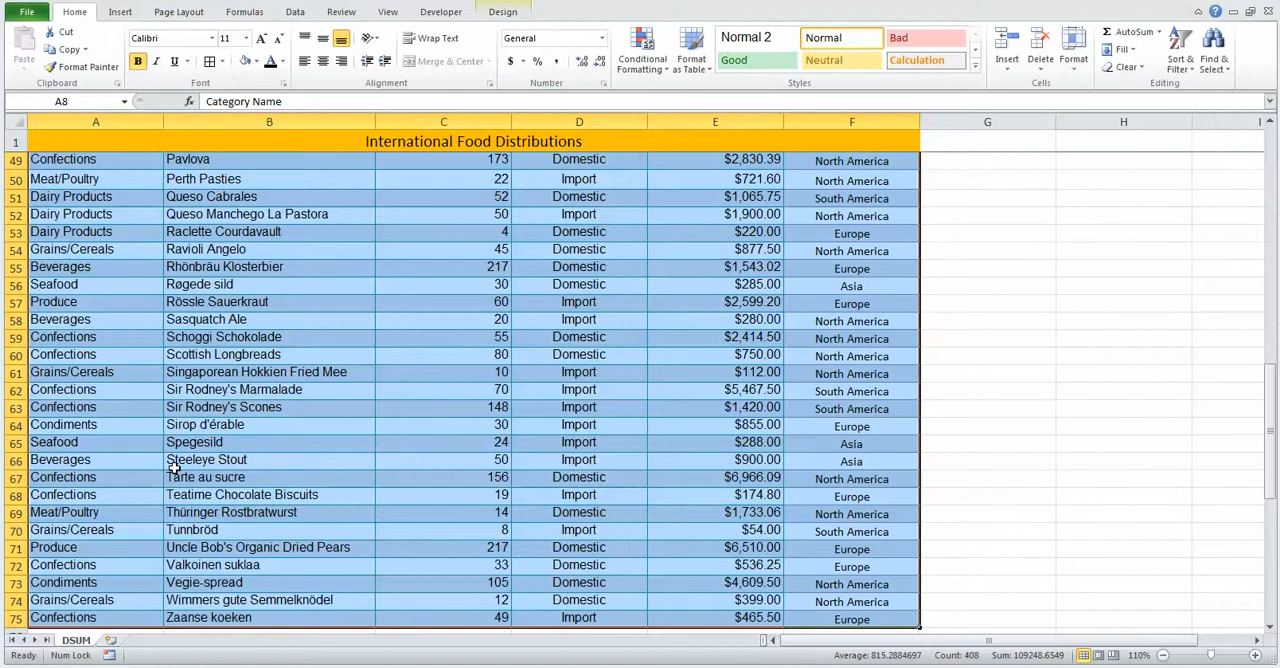 File Home Insert Page Layout Formulas Data Review View Developer Design
Cut
Copy
Format Painter
Paste
Clipboard
Calibri 11
B I U
Font
Wrap Text
Merge & Center
Alignment
General
$ % ,
Number
Conditional Formatting
Format as Table
Normal 2 Normal Bad
Good Neutral Calculation
Styles
Insert Delete Format
Cells
AutoSum
Fill
Clear
Sort & Filter
Find & Select
Editing
A8 fx Category Name
A B C D E F G H I
1 International Food Distributions
49 Confections Pavlova 173 Domestic $2,830.39 North America
50 Meat/Poultry Perth Pasties 22 Import $721.60 North America
51 Dairy Products Queso Cabrales 52 Domestic $1,065.75 South America
52 Dairy Products Queso Manchego La Pastora 50 Import $1,900.00 North America
53 Dairy Products Raclette Courdavault 4 Domestic $220.00 Europe
54 Grains/Cereals Ravioli Angelo 45 Domestic $877.50 North America
55 Beverages Rhönbräu Klosterbier 217 Domestic $1,543.02 Europe
56 Seafood Røgede sild 30 Domestic $285.00 Asia
57 Produce Rössle Sauerkraut 60 Import $2,599.20 Europe
58 Beverages Sasquatch Ale 20 Import $280.00 North America
59 Confections Schoggi Schokolade 55 Domestic $2,414.50 North America
60 Confections Scottish Longbreads 80 Domestic $750.00 North America
61 Grains/Cereals Singaporean Hokkien Fried Mee 10 Import $112.00 North America
62 Confections Sir Rodney's Marmalade 70 Import $5,467.50 South America
63 Confections Sir Rodney's Scones 148 Import $1,420.00 South America
64 Condiments Sirop d'érable 30 Import $855.00 Europe
65 Seafood Spegesild 24 Import $288.00 Asia
66 Beverages Steeleye Stout 50 Import $900.00 Asia
67 Confections Tarte au sucre 156 Domestic $6,966.09 North America
68 Confections Teatime Chocolate Biscuits 19 Import $174.80 Europe
69 Meat/Poultry Thüringer Rostbratwurst 14 Domestic $1,733.06 North America
70 Grains/Cereals Tunnbröd 8 Import $54.00 South America
71 Produce Uncle Bob's Organic Dried Pears 217 Domestic $6,510.00 Europe
72 Confections Valkoinen suklaa 33 Domestic $536.25 Europe
73 Condiments Vegie-spread 105 Domestic $4,609.50 North America
74 Grains/Cereals Wimmers gute Semmelknödel 12 Domestic $399.00 North America
75 Confections Zaanse koeken 49 Import $465.50 Europe
DSUM
Ready Num Lock Average: 815.2884697 Count: 408 Sum: 109248.6549 110%